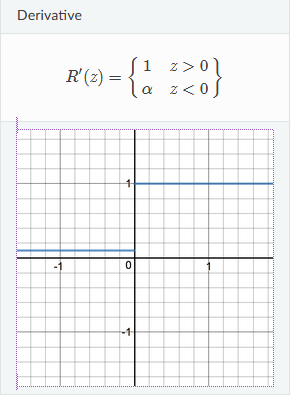 Derivative
R′(z) = { 1 z > 0
α z < 0 }
1
-1 0 1
-1